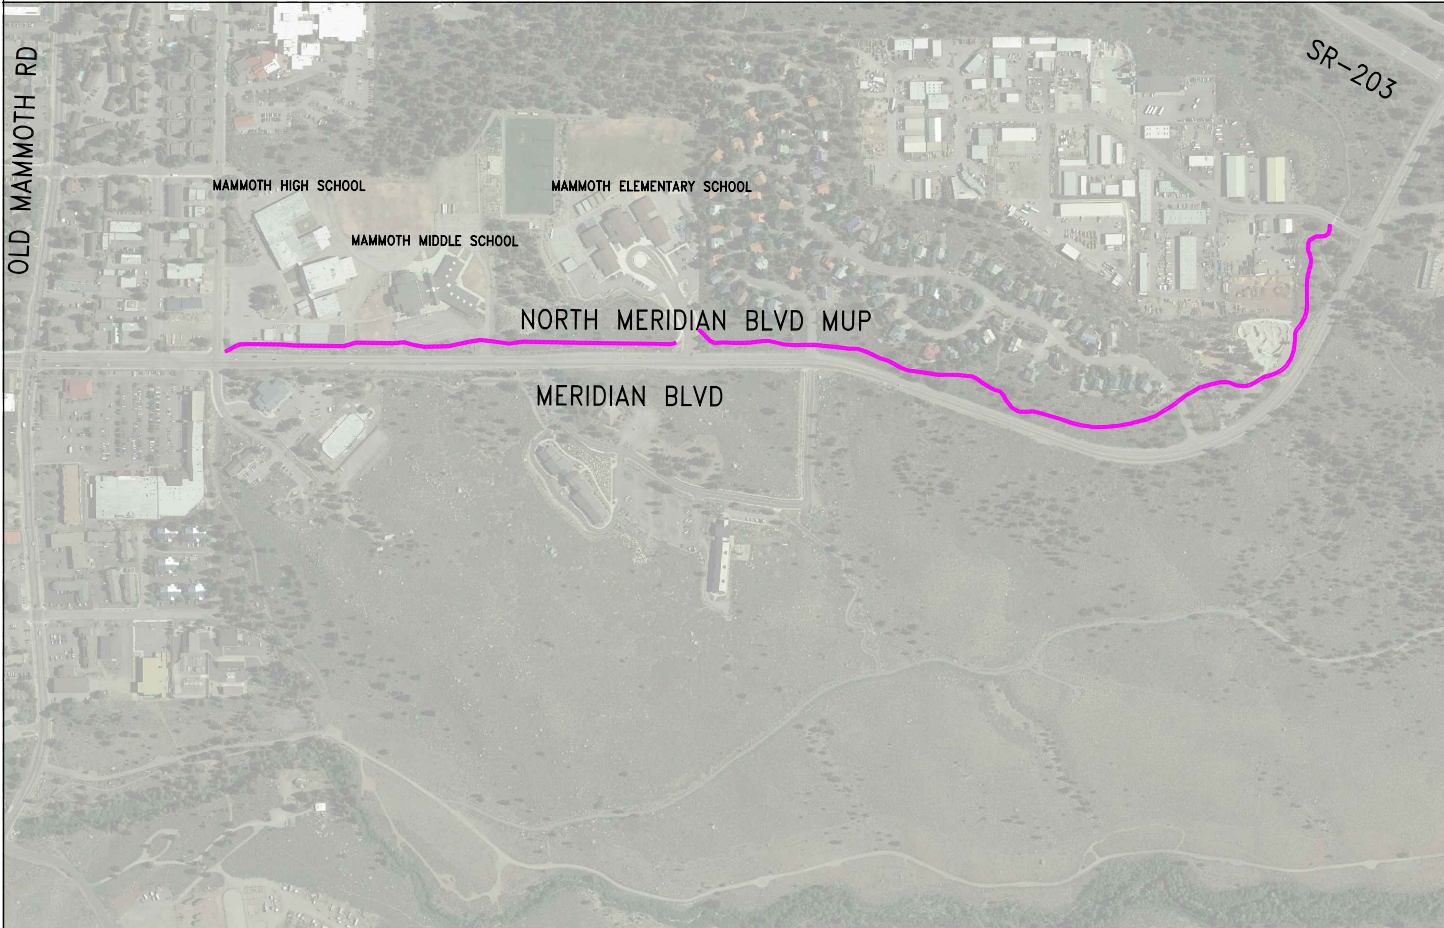 OLD MAMMOTH RD
SR-203
MAMMOTH HIGH SCHOOL
MAMMOTH ELEMENTARY SCHOOL
MAMMOTH MIDDLE SCHOOL
NORTH MERIDIAN BLVD MUP
MERIDIAN BLVD